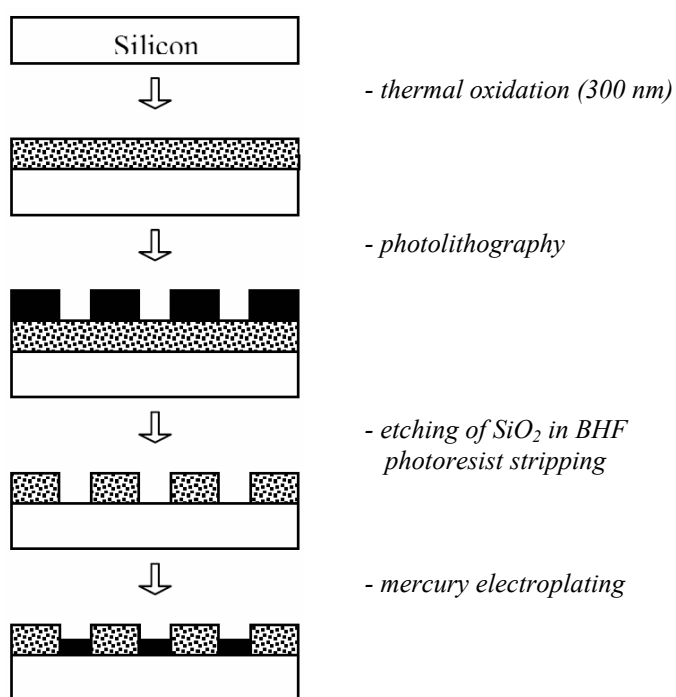 Silicon
- thermal oxidation (300 nm)
- photolithography
- etching of SiO₂ in BHF
photoresist stripping
- mercury electroplating